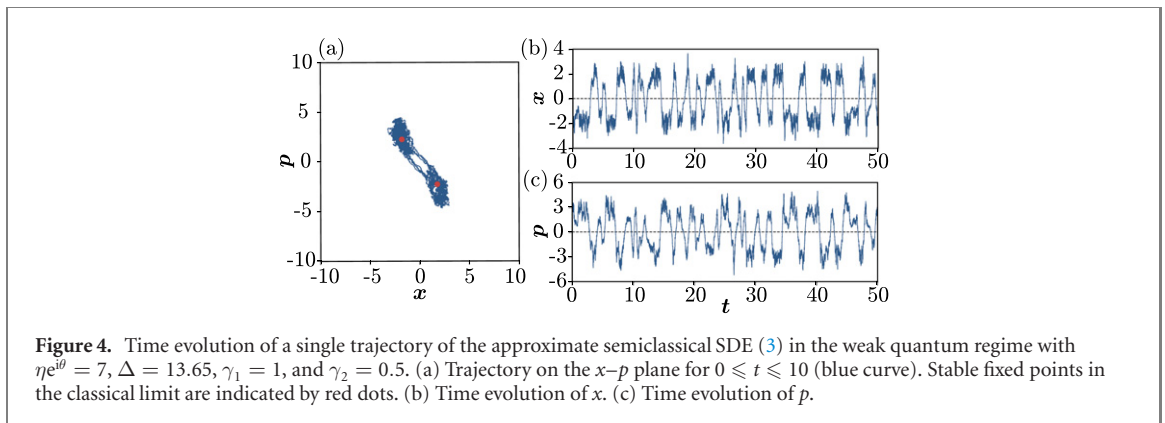 (a)
10
5
0
-5
-10
p
-10 -5 0 5 10
x
(b)
4
2
0
-2
-4
x
0 10 20 30 40 50
(c)
6
3
0
-3
-6
p
0 10 20 30 40 50
t
Figure 4. Time evolution of a single trajectory of the approximate semiclassical SDE (3) in the weak quantum regime with
ηe^{iθ} = 7, Δ = 13.65, γ₁ = 1, and γ₂ = 0.5. (a) Trajectory on the x–p plane for 0 ⩽ t ⩽ 10 (blue curve). Stable fixed points in
the classical limit are indicated by red dots. (b) Time evolution of x. (c) Time evolution of p.